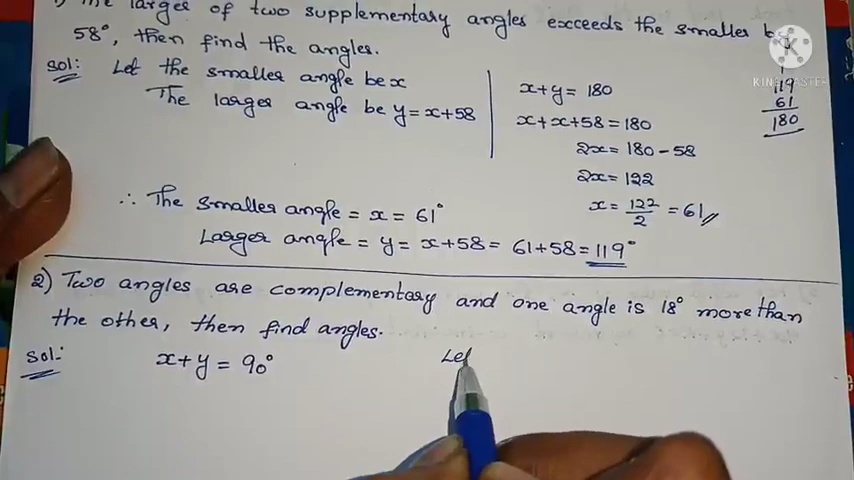 The larger of two supplementary angles exceeds the smaller by
58°, then find the angles.
Sol: Let the smaller angle be x
The larger angle be y = x+58
x+y = 180
x+x+58 = 180
2x = 180 - 58
2x = 122
x = 122/2 = 61
1
119
61
180
∴ The smaller angle = x = 61°
Larger angle = y = x+58 = 61+58 = 119°
2) Two angles are complementary and one angle is 18° more than
the other, then find angles.
Sol: x+y = 90°
Let
KINEMASTER